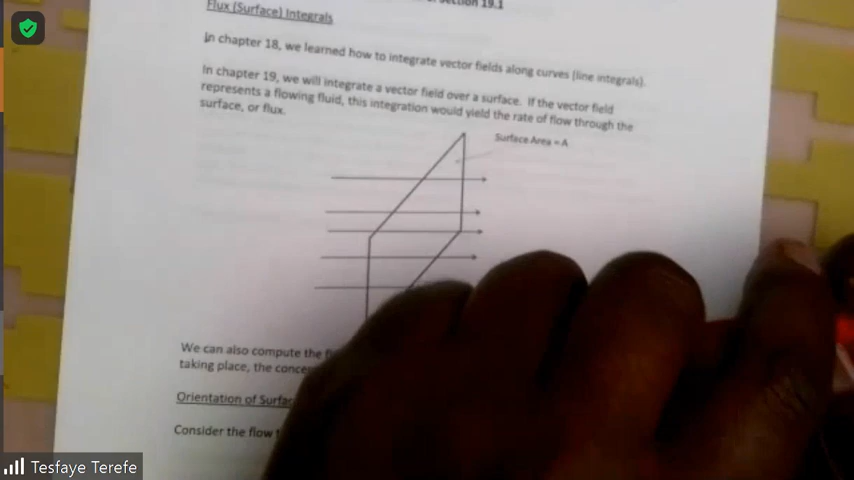 Section 19.1
Flux (Surface) Integrals
In chapter 18, we learned how to integrate vector fields along curves (line integrals).
In chapter 19, we will integrate a vector field over a surface. If the vector field
represents a flowing fluid, this integration would yield the rate of flow through the
surface, or flux.
Surface Area = A
We can also compute the
taking place, the
Orientation of
Consider the flow
Tesfaye Terefe